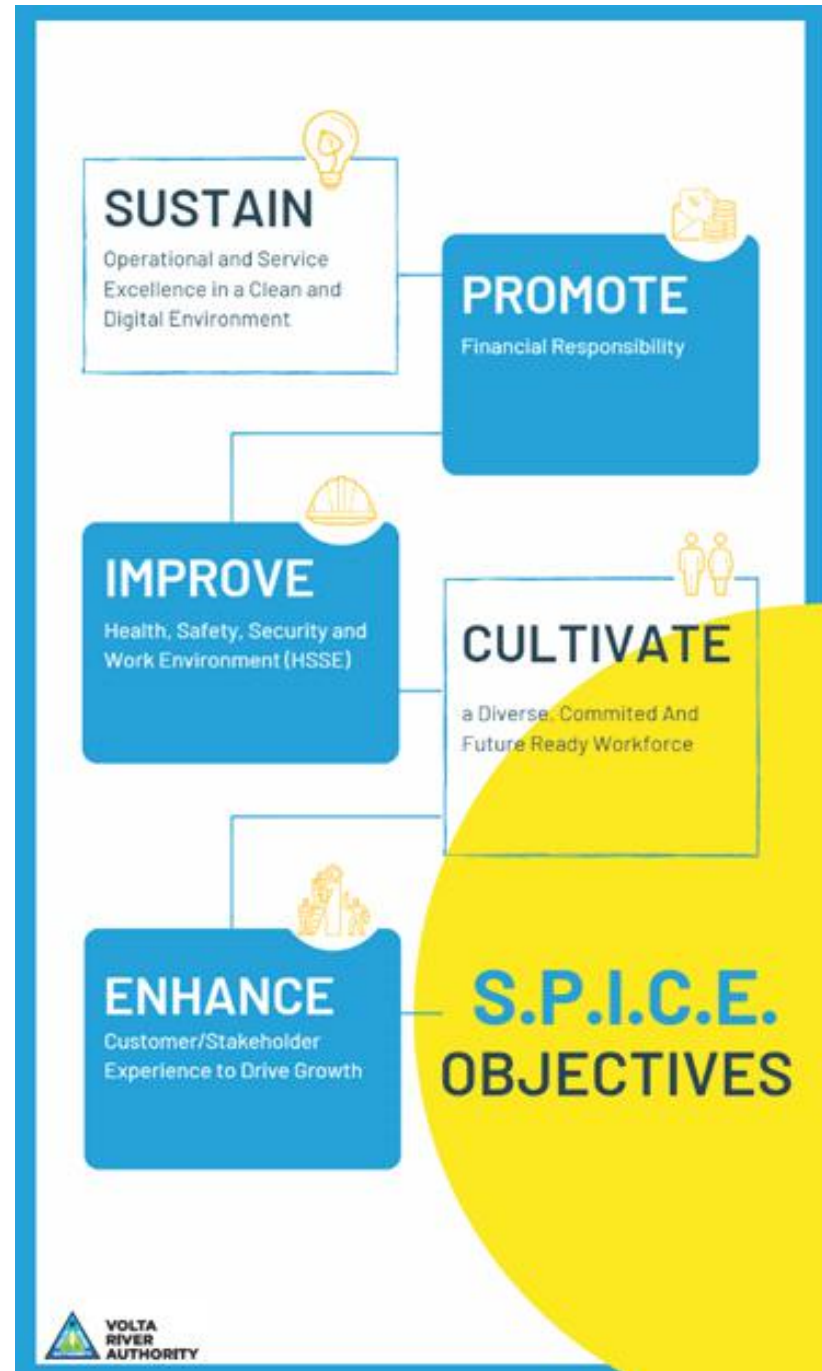 SUSTAIN
Operational and Service
Excellence in a Clean and
Digital Environment
PROMOTE
Financial Responsibility
IMPROVE
Health, Safety, Security and
Work Environment (HSSE)
CULTIVATE
a Diverse, Commited And
Future Ready Workforce
ENHANCE
Customer/Stakeholder
Experience to Drive Growth
S.P.I.C.E.
OBJECTIVES
VOLTA
RIVER
AUTHORITY